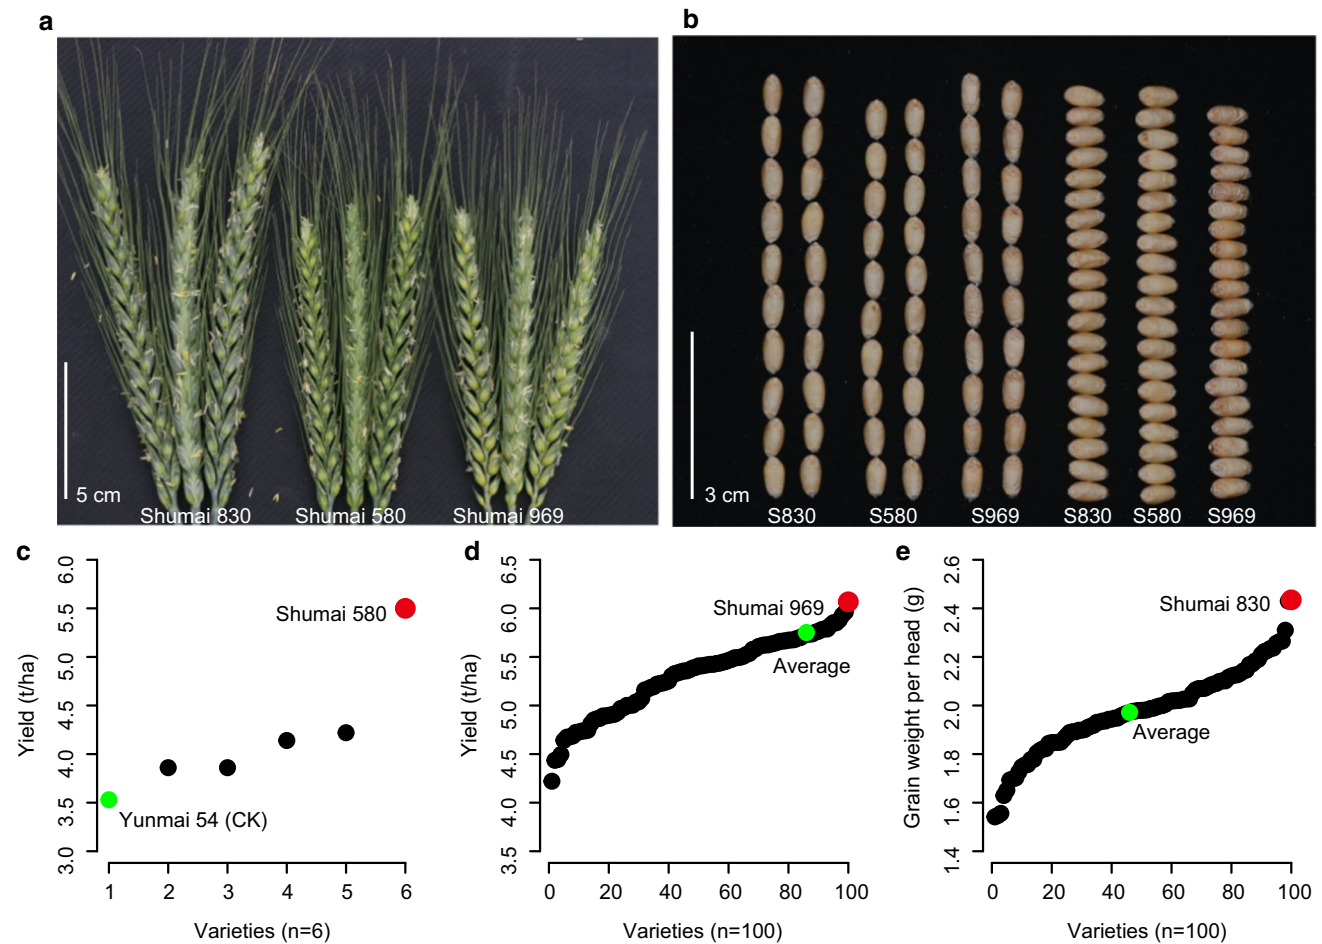 a
b
5 cm
Shumai 830
Shumai 580
Shumai 969
3 cm
S830
S580
S969
S830
S580
S969
c
Yield (t/ha)
6.0
5.5
5.0
4.5
4.0
3.5
3.0
Shumai 580
Yunmai 54 (CK)
1 2 3 4 5 6
Varieties (n=6)
d
Yield (t/ha)
6.5
6.0
5.5
5.0
4.5
4.0
3.5
Shumai 969
Average
0 20 40 60 80 100
Varieties (n=100)
e
Grain weight per head (g)
2.6
2.4
2.2
2.0
1.8
1.6
1.4
Shumai 830
Average
0 20 40 60 80 100
Varieties (n=100)